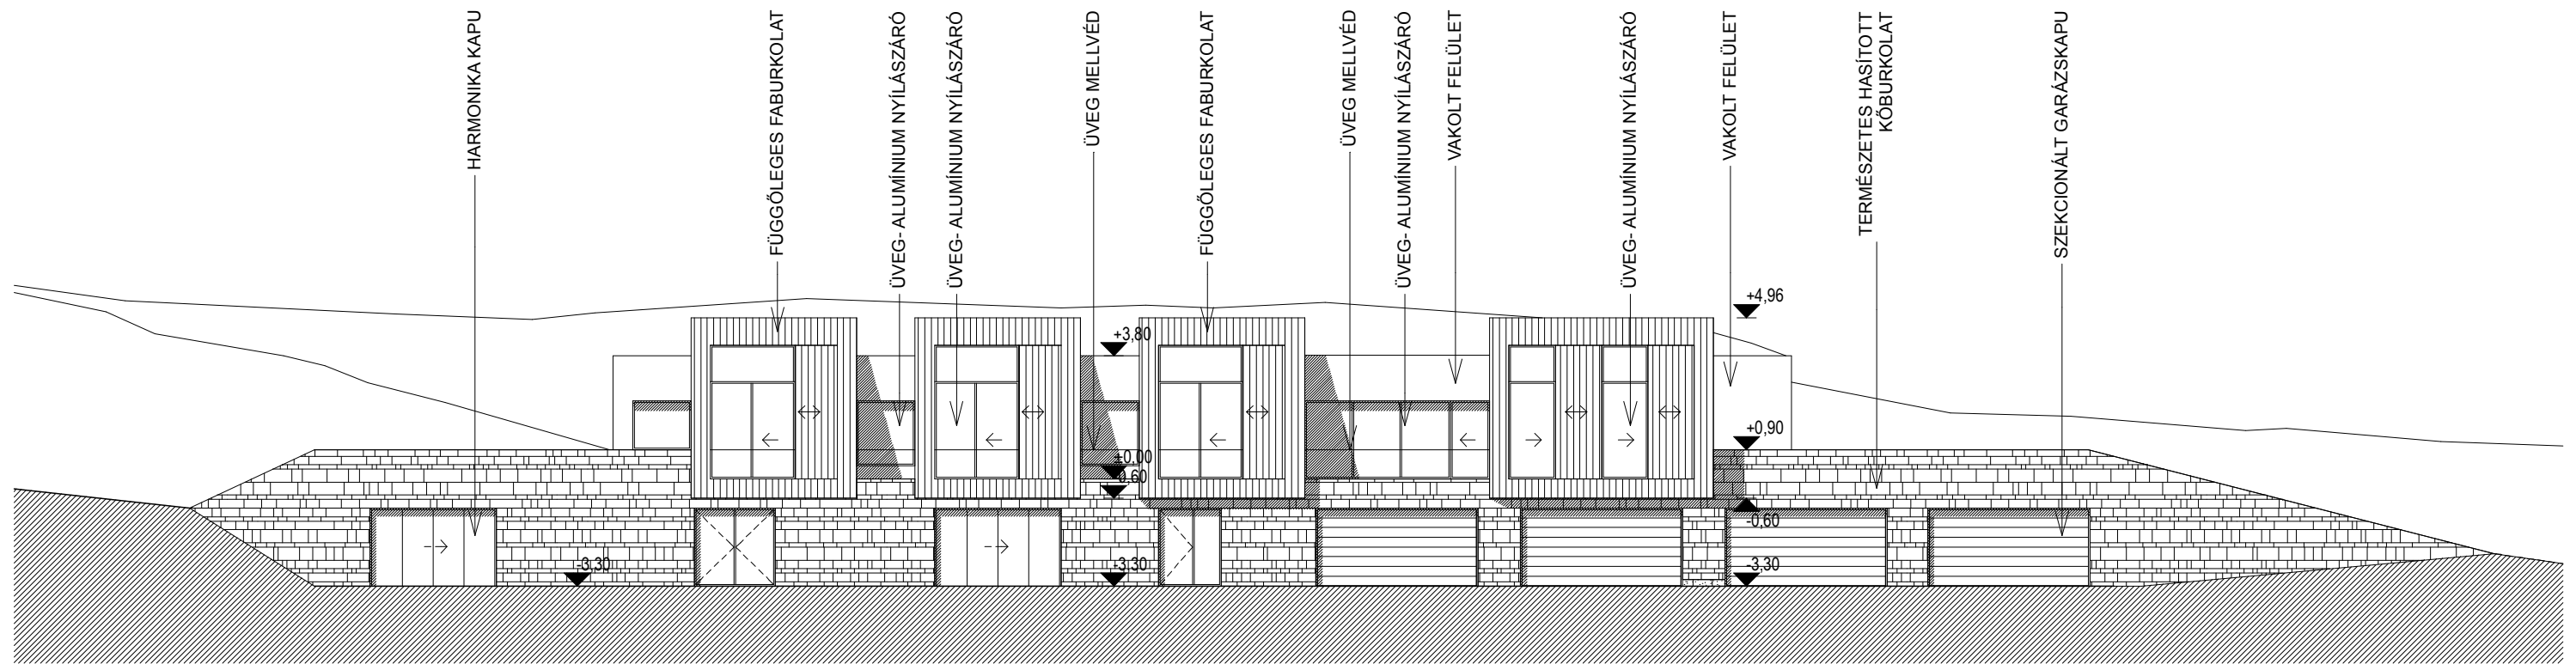 HARMONIKA KAPU
FÜGGŐLEGES FABURKOLAT
ÜVEG- ALUMÍNIUM NYÍLÁSZÁRÓ
ÜVEG- ALUMÍNIUM NYÍLÁSZÁRÓ
ÜVEG MELLVÉD
FÜGGŐLEGES FABURKOLAT
ÜVEG MELLVÉD
ÜVEG- ALUMÍNIUM NYÍLÁSZÁRÓ
VAKOLT FELÜLET
ÜVEG- ALUMÍNIUM NYÍLÁSZÁRÓ
VAKOLT FELÜLET
TERMÉSZETES HASÍTOTT
KŐBURKOLAT
SZEKCIONÁLT GARÁZSKAPU
+4,96
+3,80
+0,90
±0,00
-0,60
-0,60
-3,30
-3,30
-3,30